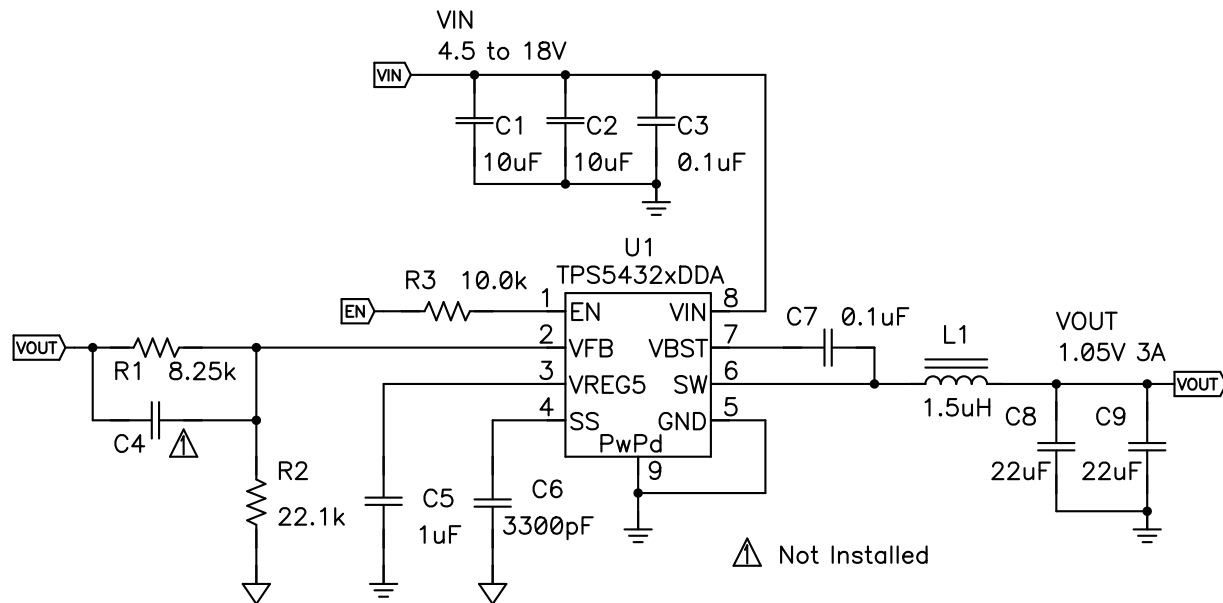 VIN
4.5 to 18V
VIN
C1
C2
C3
10uF
10uF
0.1uF
U1
TPS5432xDDA
R3 10.0k
EN
1
EN
VIN
8
C7
0.1uF
VOUT
2
VFB
VBST
7
L1
VOUT
1.05V 3A
R1
8.25k
3
VREG5
SW
6
1.5uH
VOUT
4
SS
GND
5
C8
C9
C4
1
PwPd
9
22uF
22uF
R2
22.1k
C5
1uF
C6
3300pF
1 Not Installed